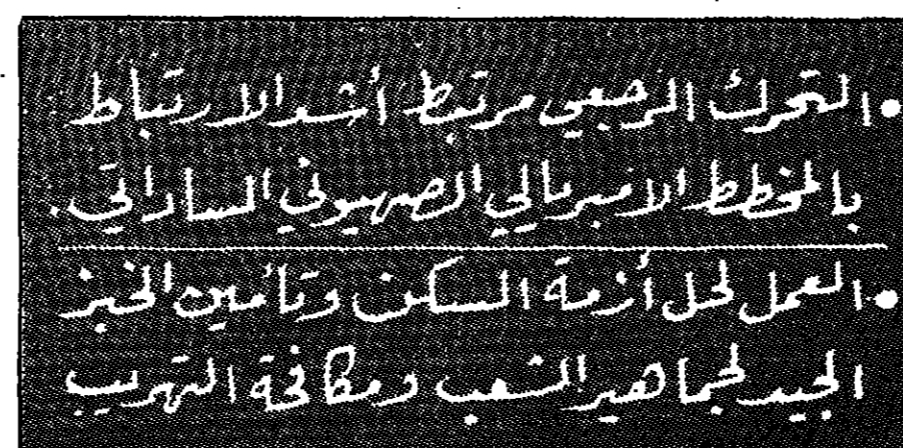 • التحرك الرجعي مرتبط أشد الارتباط
بالمخطط الامبريالي الصهيوني الساداتي.
• العمل لحل أزمة السكن وتأمين الخبز
الجيد لجماهير الشعب ومكافحة التهريب